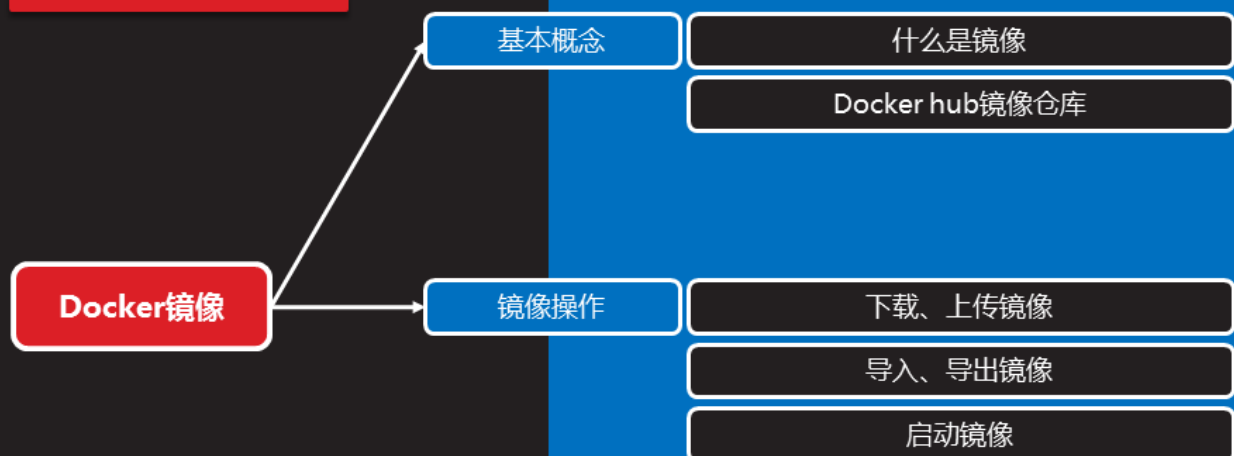 基本概念
什么是镜像
Docker hub镜像仓库
Docker镜像
镜像操作
下载、上传镜像
导入、导出镜像
启动镜像